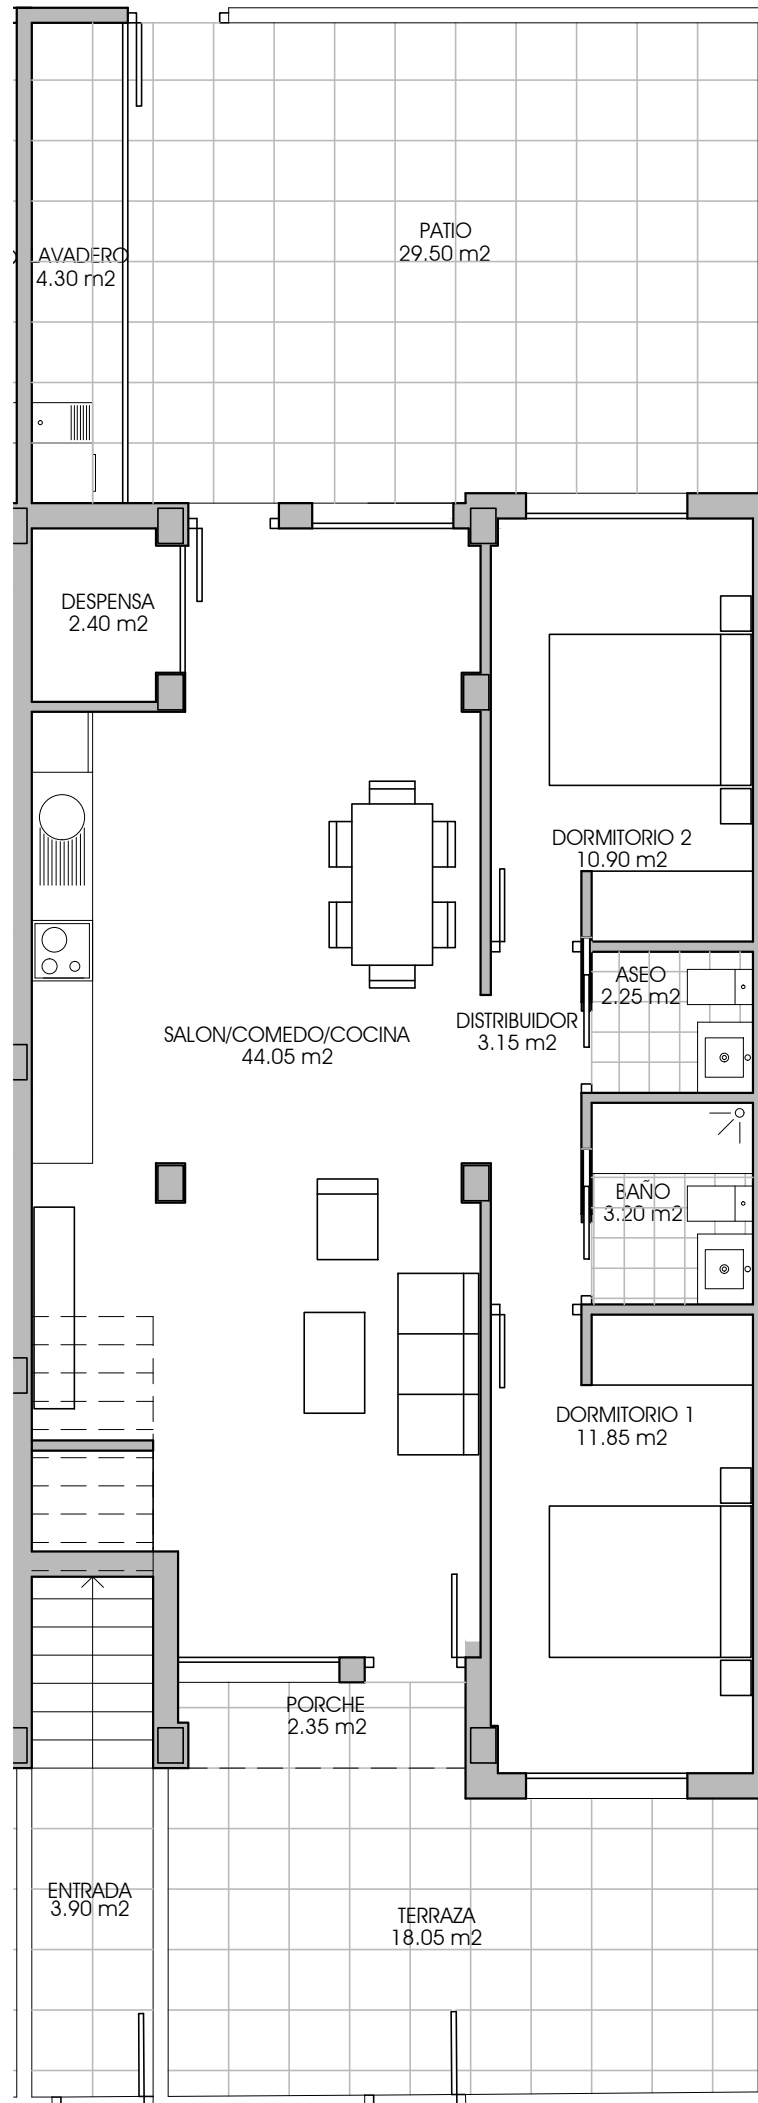 PATIO
29.50 m2
LAVADERO
4.30 m2
DESPENSA
2.40 m2
DORMITORIO 2
10.90 m2
ASEO
2.25 m2
DISTRIBUIDOR
3.15 m2
SALON/COMEDO/COCINA
44.05 m2
BAÑO
3.20 m2
DORMITORIO 1
11.85 m2
PORCHE
2.35 m2
ENTRADA
3.90 m2
TERRAZA
18.05 m2